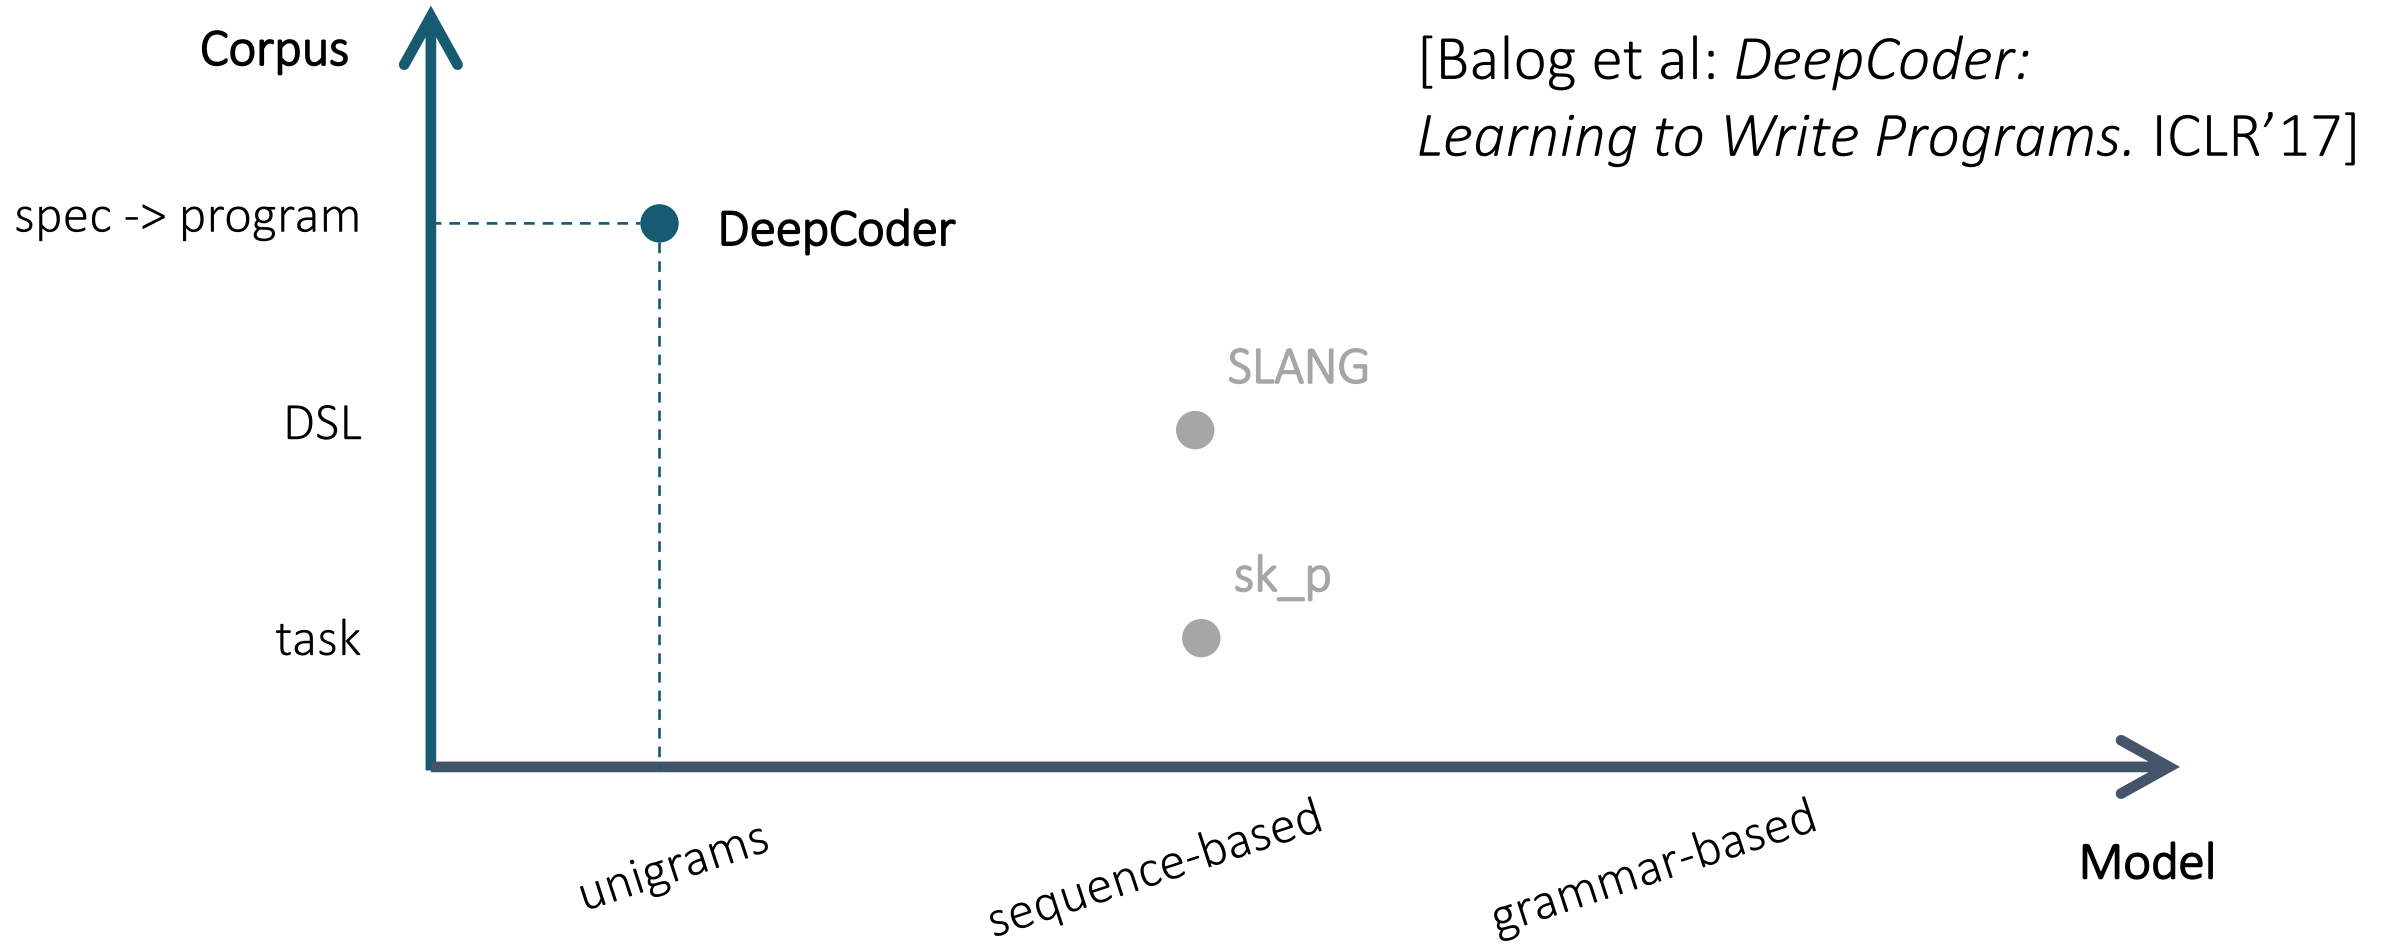 Corpus
[Balog et al: DeepCoder:
Learning to Write Programs. ICLR’17]
spec -> program
DeepCoder
SLANG
DSL
sk_p
task
unigrams
sequence-based
grammar-based
Model